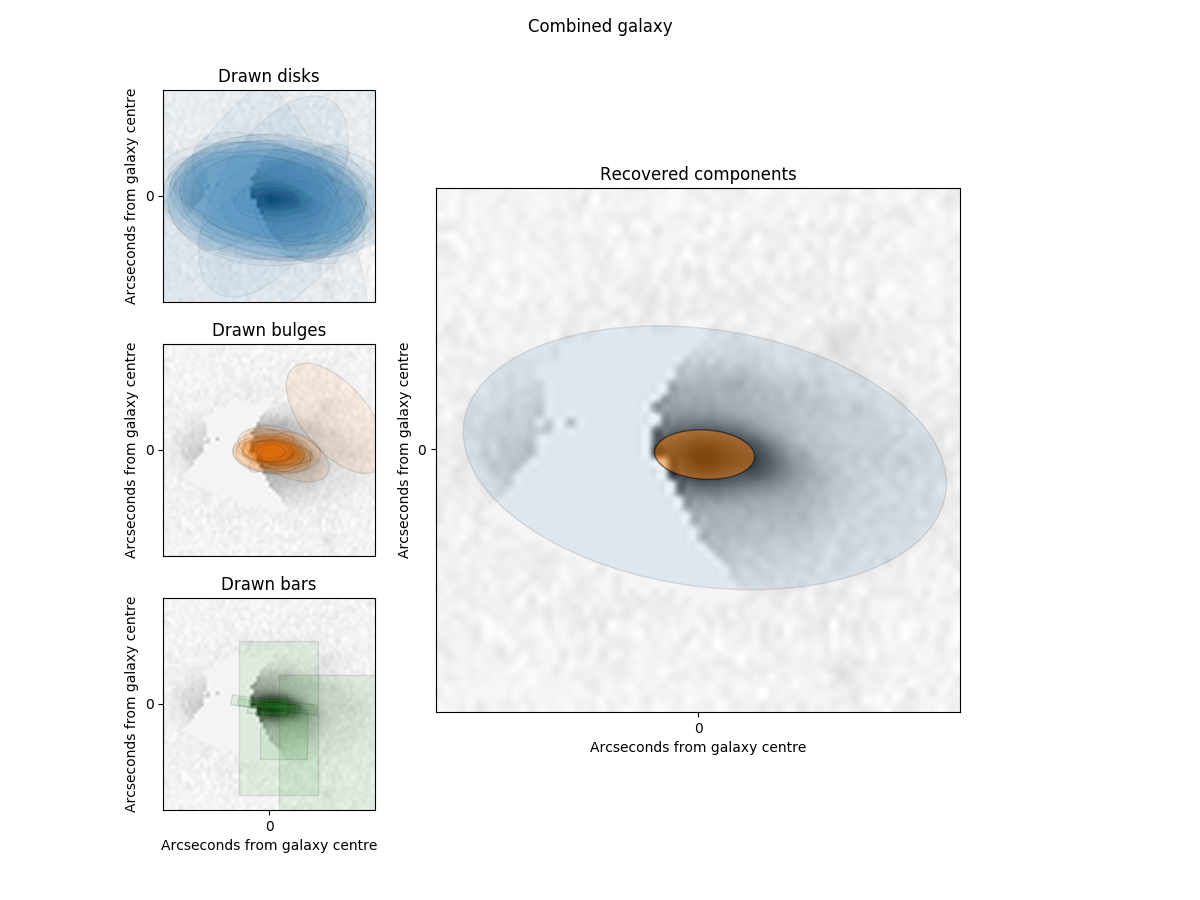 Combined galaxy
Drawn disks
Arcseconds from galaxy centre
0
Drawn bulges
Arcseconds from galaxy centre
0
Drawn bars
Arcseconds from galaxy centre
0
0
Arcseconds from galaxy centre
Recovered components
Arcseconds from galaxy centre
0
0
Arcseconds from galaxy centre